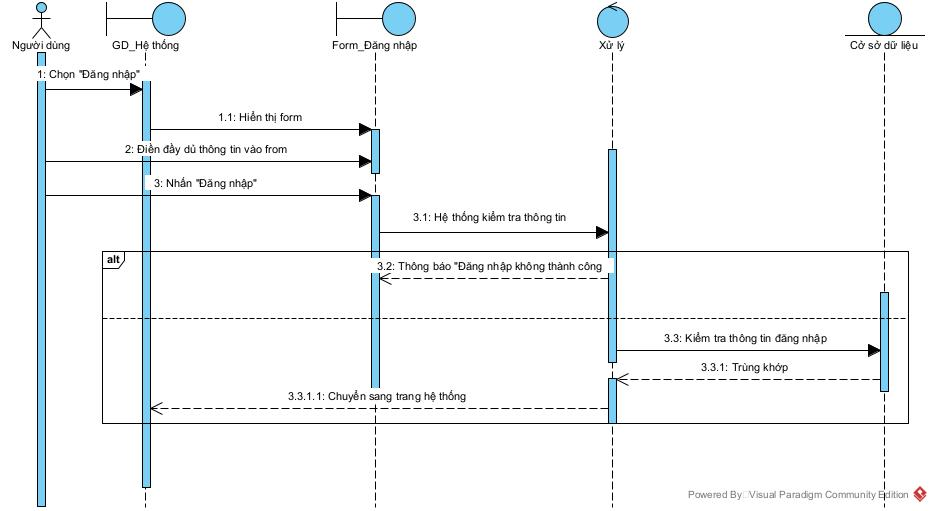 Người dùng
GD_Hệ thống
Form_Đăng nhập
Xử lý
Cở sở dữ liệu
1: Chọn "Đăng nhập"
1.1: Hiển thị form
2: Điền đầy dủ thông tin vào from
3: Nhấn "Đăng nhập"
3.1: Hệ thống kiểm tra thông tin
alt
3.2: Thông báo "Đăng nhập không thành công
3.3: Kiểm tra thông tin đăng nhập
3.3.1: Trùng khớp
3.3.1.1: Chuyển sang trang hệ thống
Powered By Visual Paradigm Community Edition